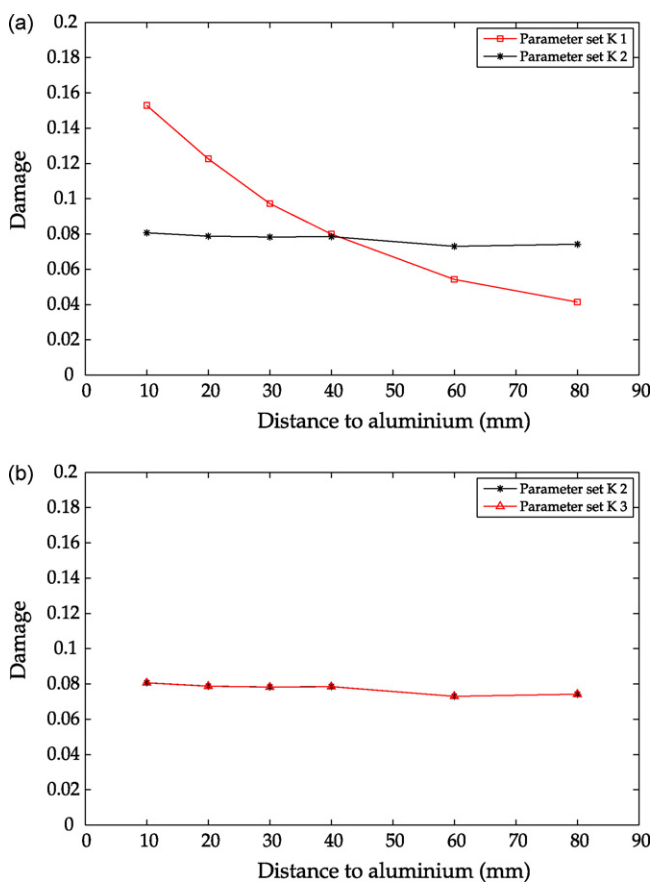 (a)
0.2
0.18
0.16
0.14
0.12
0.1
0.08
0.06
0.04
0.02
0
Damage
Parameter set K 1
Parameter set K 2
0 10 20 30 40 50 60 70 80 90
Distance to aluminium (mm)
(b)
0.2
0.18
0.16
0.14
0.12
0.1
0.08
0.06
0.04
0.02
0
Damage
Parameter set K 2
Parameter set K 3
0 10 20 30 40 50 60 70 80 90
Distance to aluminium (mm)